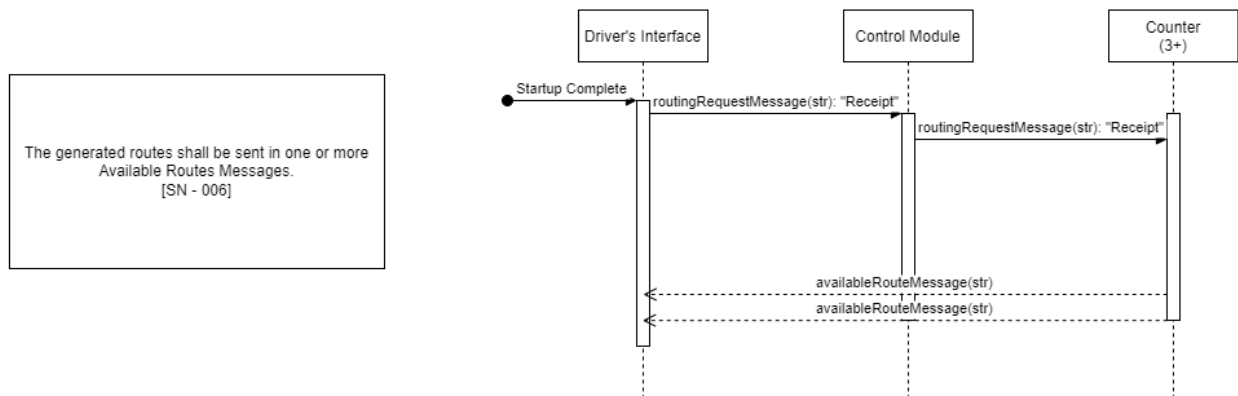 The generated routes shall be sent in one or more
Available Routes Messages.
[SN - 006]
Driver's Interface
Control Module
Counter
(3+)
Startup Complete
routingRequestMessage(str): "Receipt"
routingRequestMessage(str): "Receipt"
availableRouteMessage(str)
availableRouteMessage(str)